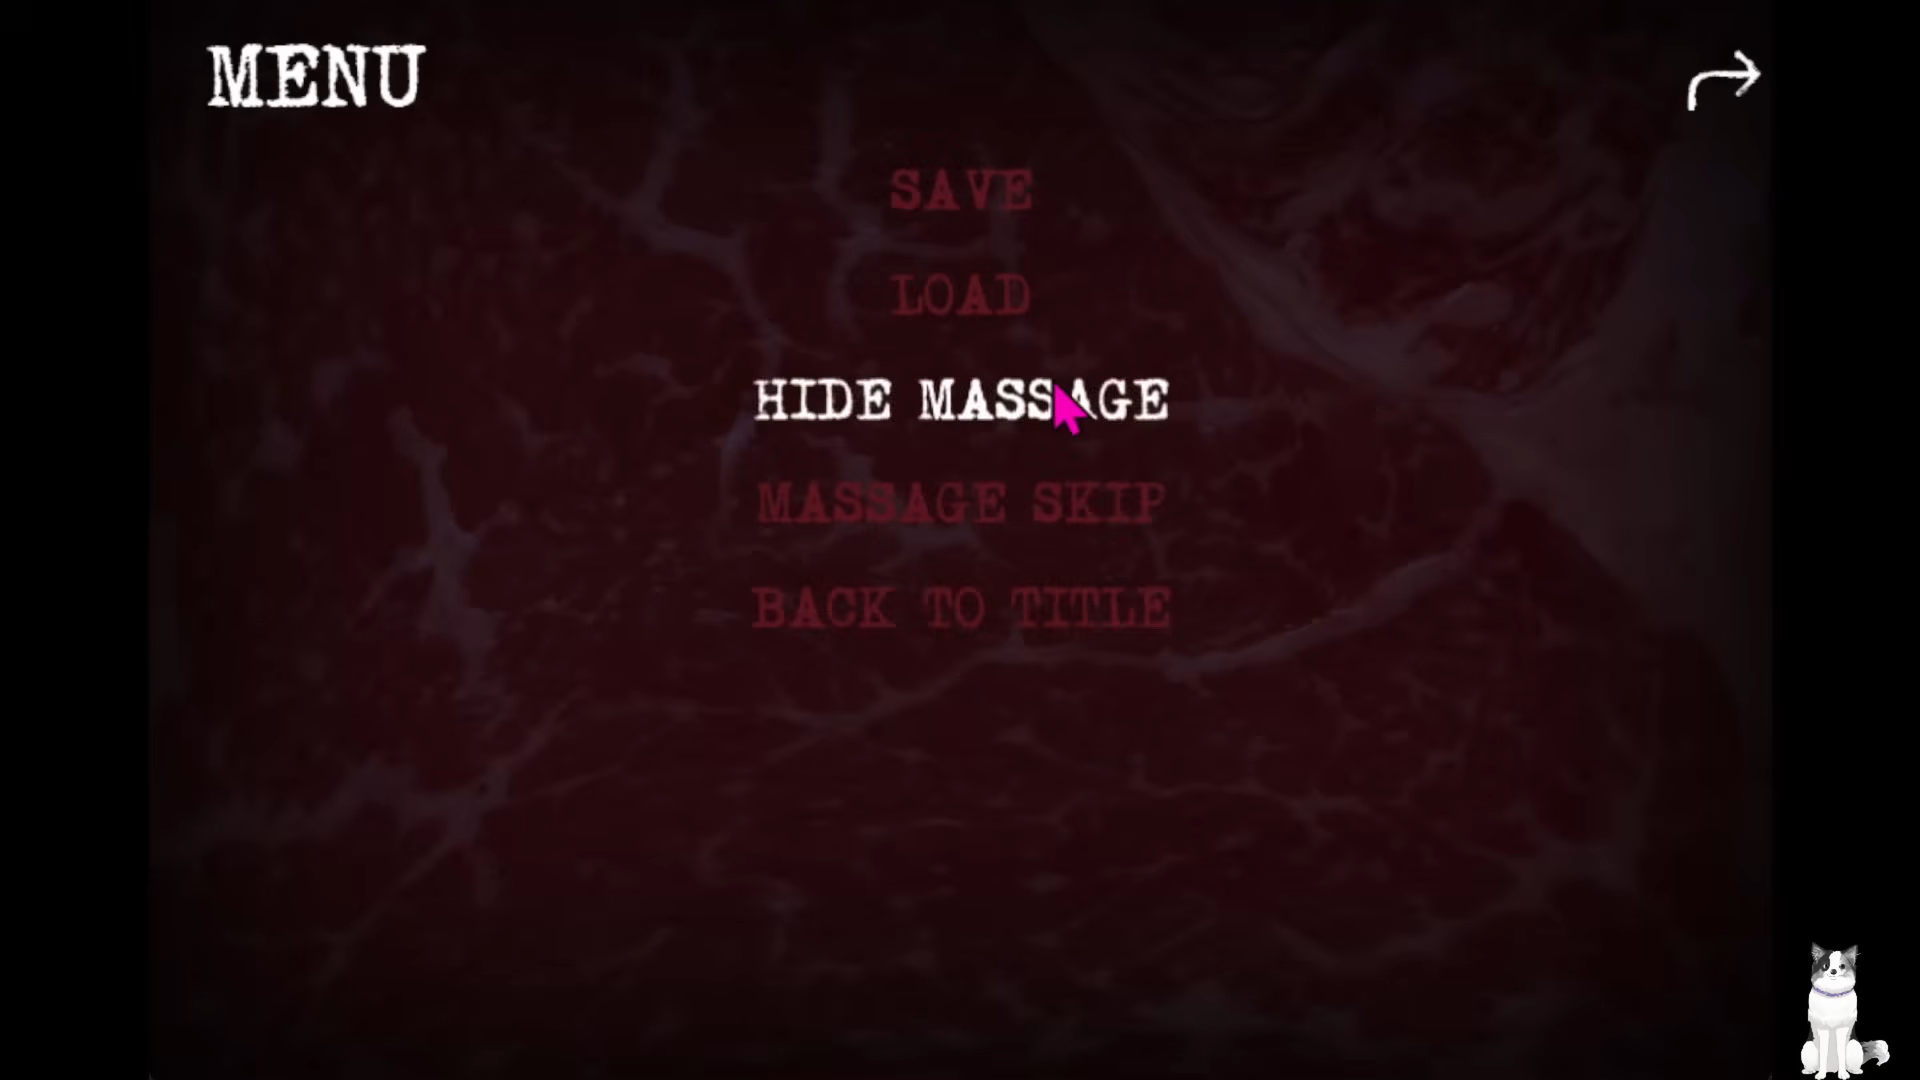 MENU
SAVE
LOAD
HIDE MASSAGE
MASSAGE SKIP
BACK TO TITLE